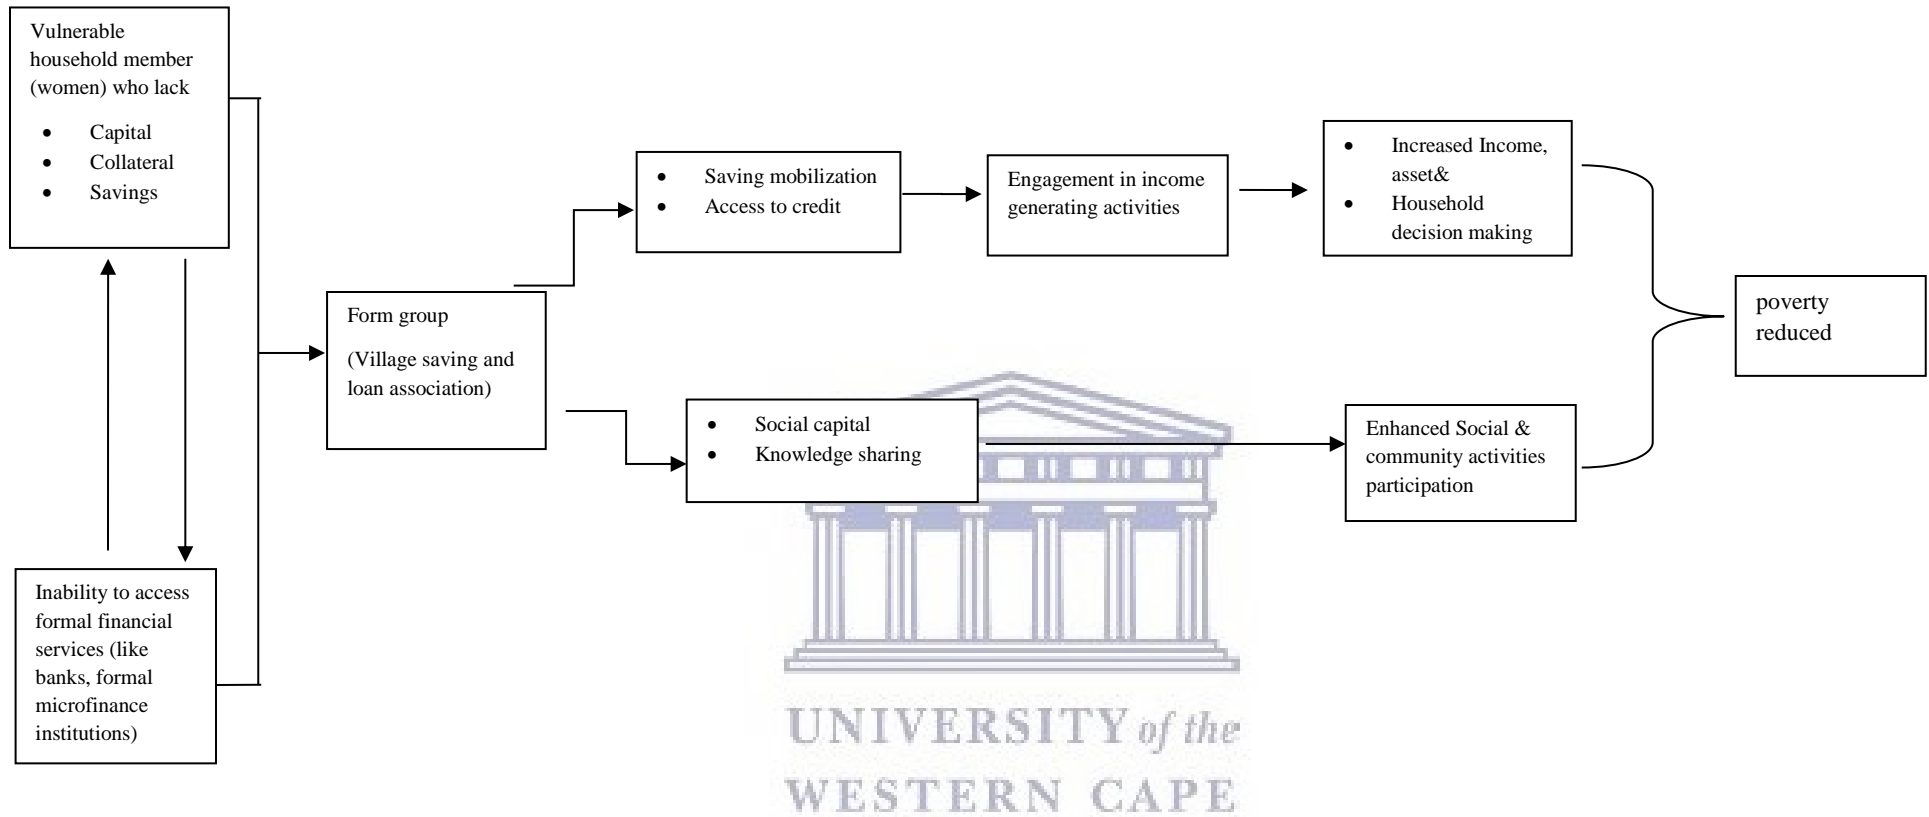 Vulnerable
household member
(women) who lack
• Capital
• Collateral
• Savings
Inability to access
formal financial
services (like
banks, formal
microfinance
institutions)
Form group
(Village saving and
loan association)
• Saving mobilization
• Access to credit
Engagement in income
generating activities
• Increased Income,
asset&
• Household
decision making
• Social capital
• Knowledge sharing
Enhanced Social &
community activities
participation
poverty
reduced
UNIVERSITY of the
WESTERN CAPE